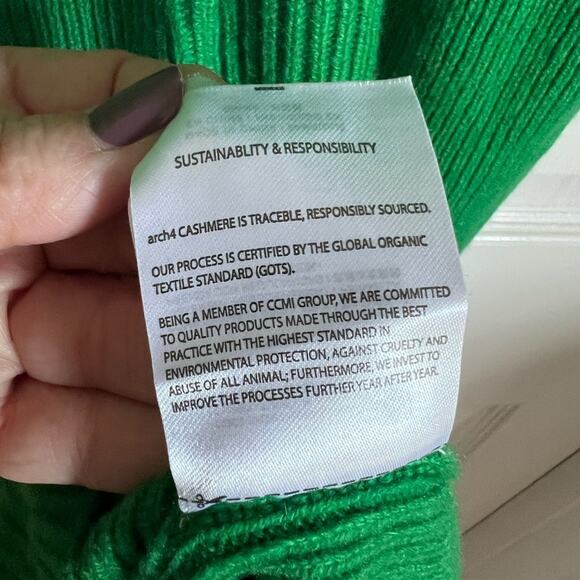 SUSTAINABLITY & RESPONSIBILITY
arch4 CASHMERE IS TRACEBLE, RESPONSIBLY SOURCED.
OUR PROCESS IS CERTIFIED BY THE GLOBAL ORGANIC
TEXTILE STANDARD (GOTS).
BEING A MEMBER OF CCMI GROUP, WE ARE COMMITTED
TO QUALITY PRODUCTS MADE THROUGH THE BEST
PRACTICE WITH THE HIGHEST STANDARD IN
ENVIRONMENTAL PROTECTION, AGAINST CRUELTY AND
ABUSE OF ALL ANIMAL; FURTHERMORE, WE INVEST TO
IMPROVE THE PROCESSES FURTHER YEAR AFTER YEAR.